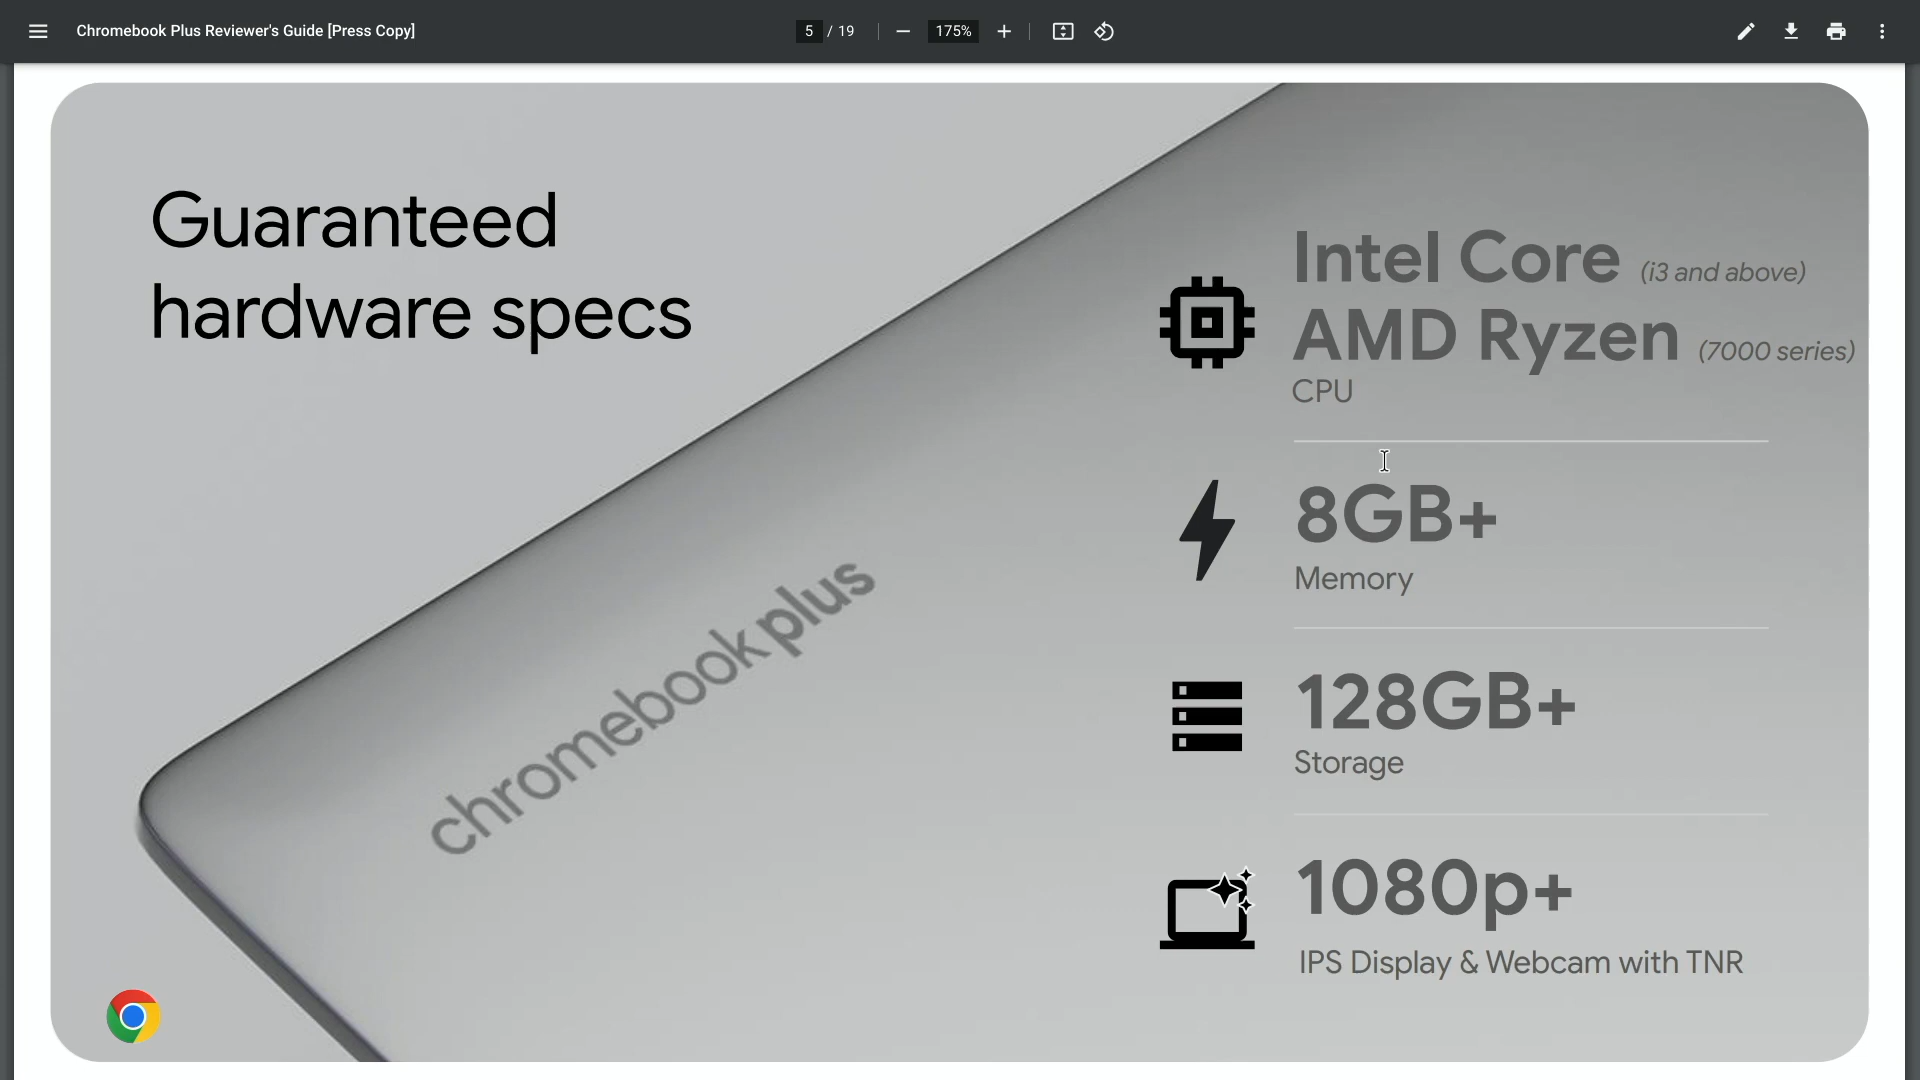 Chromebook Plus Reviewer's Guide [Press Copy]
5 / 19
175%
Guaranteed
hardware specs
Intel Core (i3 and above)
AMD Ryzen (7000 series)
CPU
8GB+
Memory
128GB+
Storage
1080p+
IPS Display & Webcam with TNR
chromebook plus